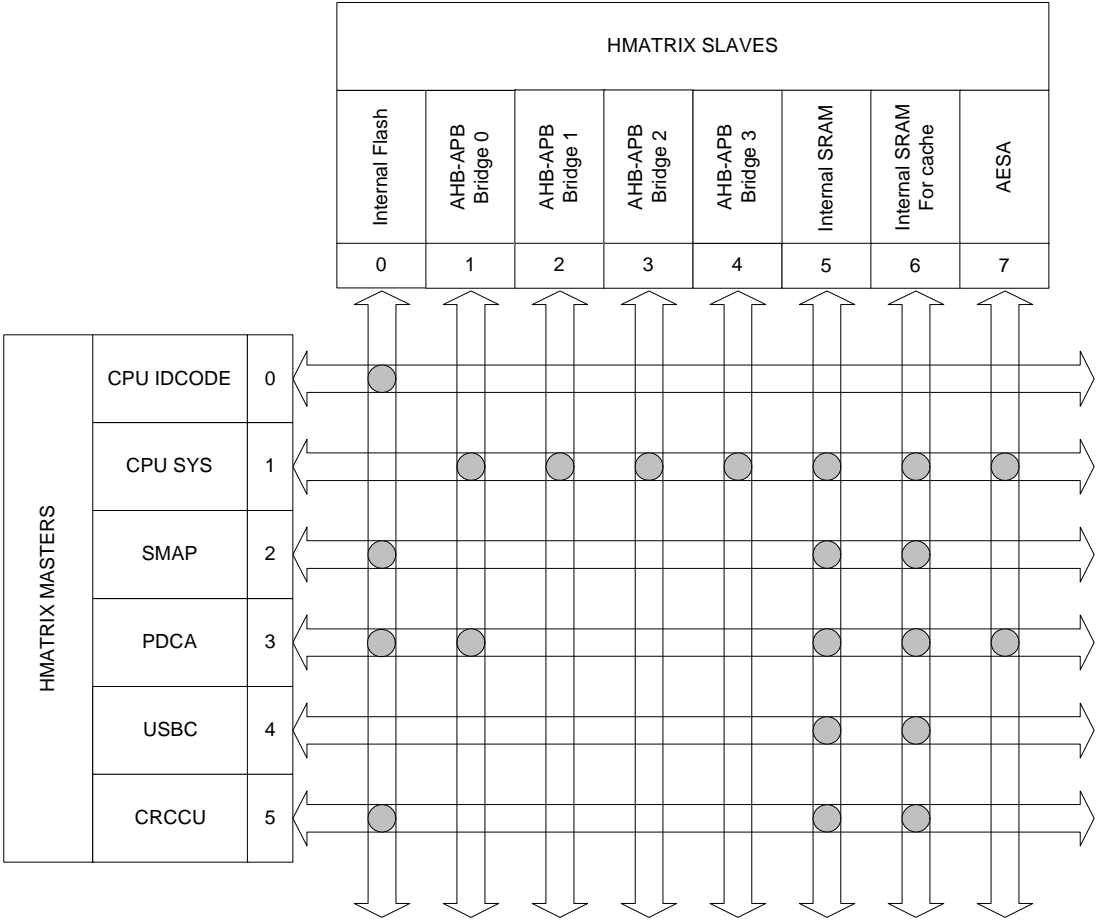 HMATRIX SLAVES
Internal Flash
AHB-APB
Bridge 0
AHB-APB
Bridge 1
AHB-APB
Bridge 2
AHB-APB
Bridge 3
Internal SRAM
Internal SRAM
For cache
AESA
0 1 2 3 4 5 6 7
HMATRIX MASTERS
CPU IDCODE 0
CPU SYS 1
SMAP 2
PDCA 3
USBC 4
CRCCU 5